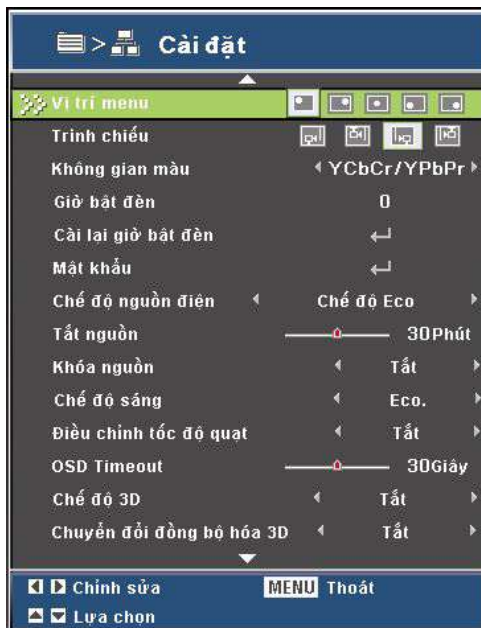 > Cài đặt
Vị trí menu
Trình chiếu
Không gian màu YCbCr/YPbPr
Giờ bật đèn 0
Cài lại giờ bật đèn
Mật khẩu
Chế độ nguồn điện Chế độ Eco
Tắt nguồn 30Phút
Khóa nguồn Tắt
Chế độ sáng Eco.
Điều chỉnh tốc độ quạt Tắt
OSD Timeout 30Giây
Chế độ 3D Tắt
Chuyển đổi đồng bộ hóa 3D Tắt
Chỉnh sửa MENU Thoát
Lựa chọn